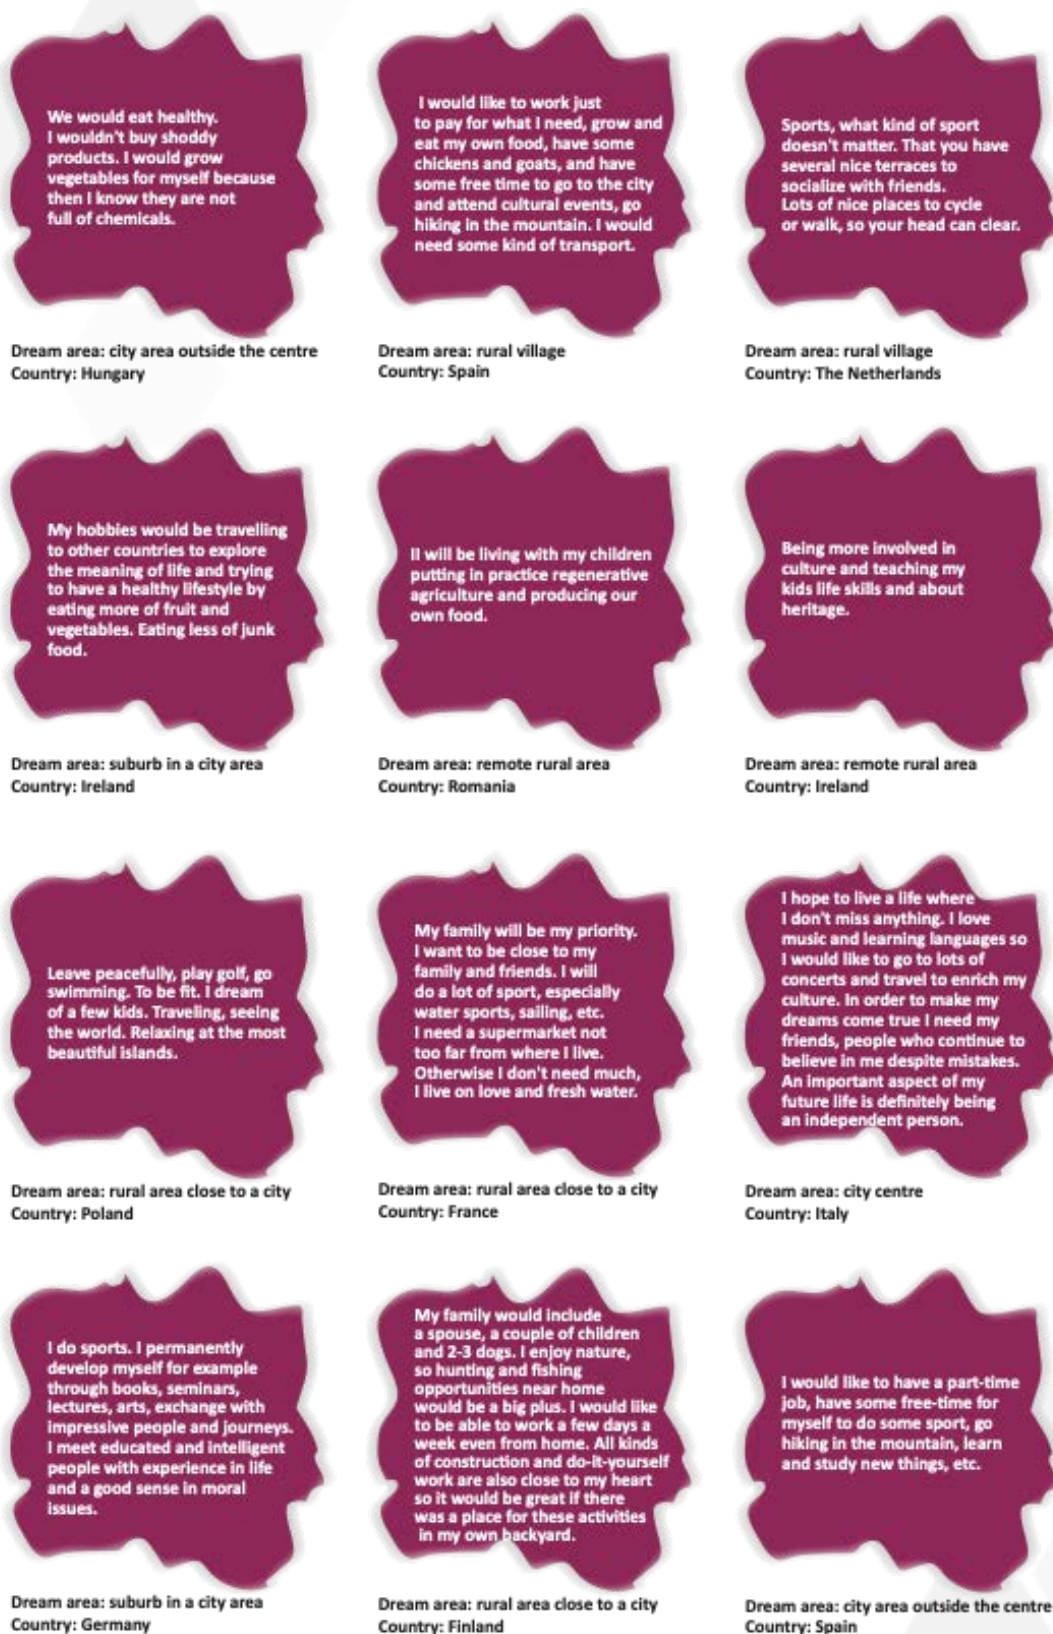 We would eat healthy.
I wouldn't buy shoddy
products. I would grow
vegetables for myself because
then I know they are not
full of chemicals.
Dream area: city area outside the centre
Country: Hungary
I would like to work just
to pay for what I need, grow and
eat my own food, have some
chickens and goats, and have
some free time to go to the city
and attend cultural events, go
hiking in the mountain. I would
need some kind of transport.
Dream area: rural village
Country: Spain
Sports, what kind of sport
doesn't matter. That you have
several nice terraces to
socialize with friends.
Lots of nice places to cycle
or walk, so your head can clear.
Dream area: rural village
Country: The Netherlands
My hobbies would be travelling
to other countries to explore
the meaning of life and trying
to have a healthy lifestyle by
eating more of fruit and
vegetables. Eating less of junk
food.
Dream area: suburb in a city area
Country: Ireland
II will be living with my children
putting in practice regenerative
agriculture and producing our
own food.
Dream area: remote rural area
Country: Romania
Being more involved in
culture and teaching my
kids life skills and about
heritage.
Dream area: remote rural area
Country: Ireland
Leave peacefully, play golf, go
swimming. To be fit. I dream
of a few kids. Traveling, seeing
the world. Relaxing at the most
beautiful islands.
Dream area: rural area close to a city
Country: Poland
My family will be my priority.
I want to be close to my
family and friends. I will
do a lot of sport, especially
water sports, sailing, etc.
I need a supermarket not
too far from where I live.
Otherwise I don't need much,
I live on love and fresh water.
Dream area: rural area close to a city
Country: France
I hope to live a life where
I don't miss anything. I love
music and learning languages so
I would like to go to lots of
concerts and travel to enrich my
culture. In order to make my
dreams come true I need my
friends, people who continue to
believe in me despite mistakes.
An important aspect of my
future life is definitely being
an independent person.
Dream area: city centre
Country: Italy
I do sports. I permanently
develop myself for example
through books, seminars,
lectures, arts, exchange with
impressive people and journeys.
I meet educated and intelligent
people with experience in life
and a good sense in moral
issues.
Dream area: suburb in a city area
Country: Germany
My family would include
a spouse, a couple of children
and 2-3 dogs. I enjoy nature,
so hunting and fishing
opportunities near home
would be a big plus. I would like
to be able to work a few days a
week even from home. All kinds
of construction and do-it-yourself
work are also close to my heart
so it would be great if there
was a place for these activities
in my own backyard.
Dream area: rural area close to a city
Country: Finland
I would like to have a part-time
job, have some free-time for
myself to do some sport, go
hiking in the mountain, learn
and study new things, etc.
Dream area: city area outside the centre
Country: Spain